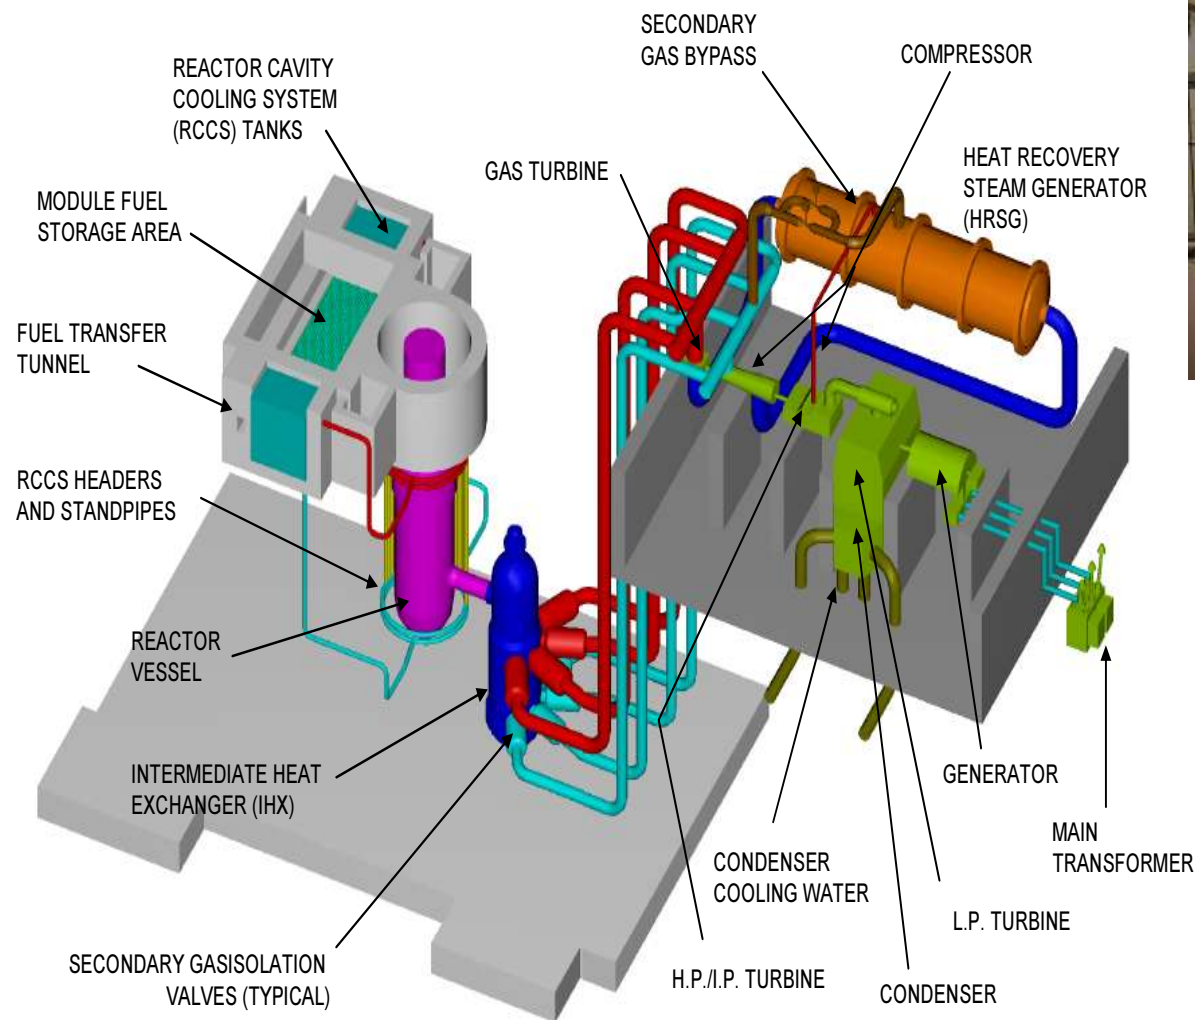 SECONDARY
GAS BYPASS
COMPRESSOR
REACTOR CAVITY
COOLING SYSTEM
(RCCS) TANKS
GAS TURBINE
HEAT RECOVERY
STEAM GENERATOR
(HRSG)
MODULE FUEL
STORAGE AREA
FUEL TRANSFER
TUNNEL
RCCS HEADERS
AND STANDPIPES
REACTOR
VESSEL
INTERMEDIATE HEAT
EXCHANGER (IHX)
GENERATOR
MAIN
TRANSFORMER
CONDENSER
COOLING WATER
L.P. TURBINE
SECONDARY GASISOLATION
VALVES (TYPICAL)
H.P./I.P. TURBINE
CONDENSER